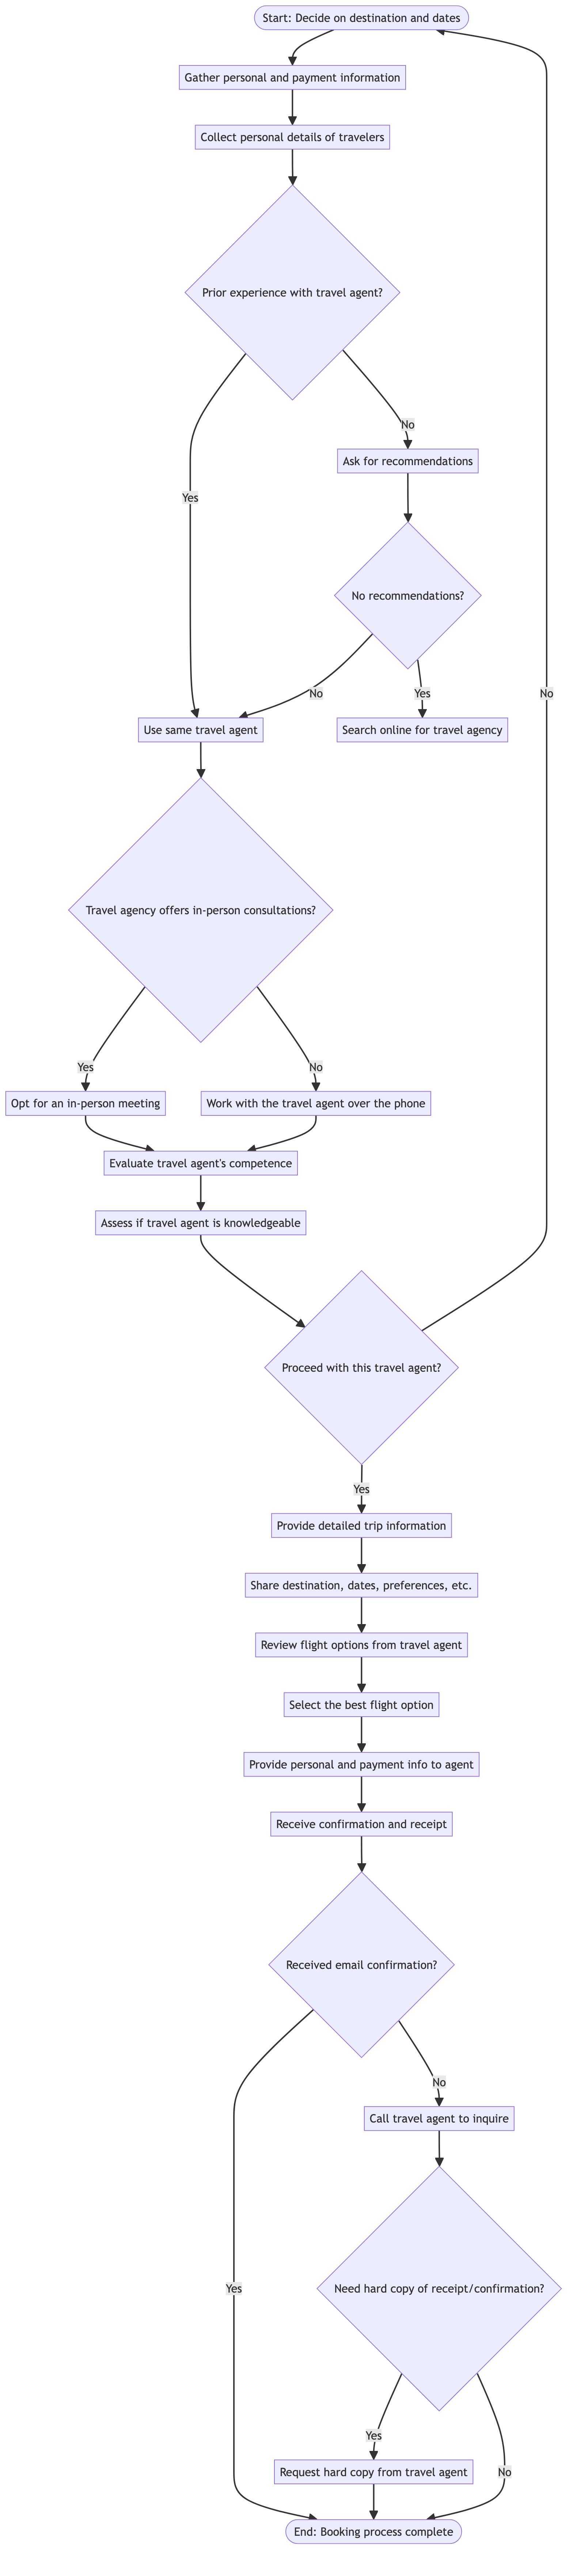 Start: Decide on destination and dates
Gather personal and payment information
Collect personal details of travelers
Prior experience with travel agent?
No
Ask for recommendations
Yes
No recommendations?
No
Yes
No
Use same travel agent
Search online for travel agency
Travel agency offers in-person consultations?
Yes
No
Opt for an in-person meeting
Work with the travel agent over the phone
Evaluate travel agent's competence
Assess if travel agent is knowledgeable
Proceed with this travel agent?
Yes
Provide detailed trip information
Share destination, dates, preferences, etc.
Review flight options from travel agent
Select the best flight option
Provide personal and payment info to agent
Receive confirmation and receipt
Received email confirmation?
No
Call travel agent to inquire
Yes
Need hard copy of receipt/confirmation?
Yes
Request hard copy from travel agent
No
End: Booking process complete